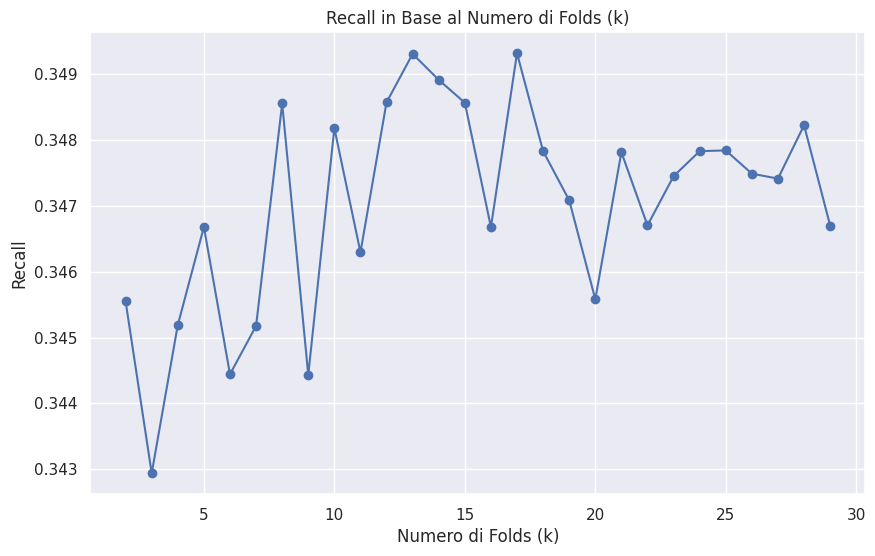 Recall in Base al Numero di Folds (k)
Recall
0.349
0.348
0.347
0.346
0.345
0.344
0.343
5 10 15 20 25 30
Numero di Folds (k)